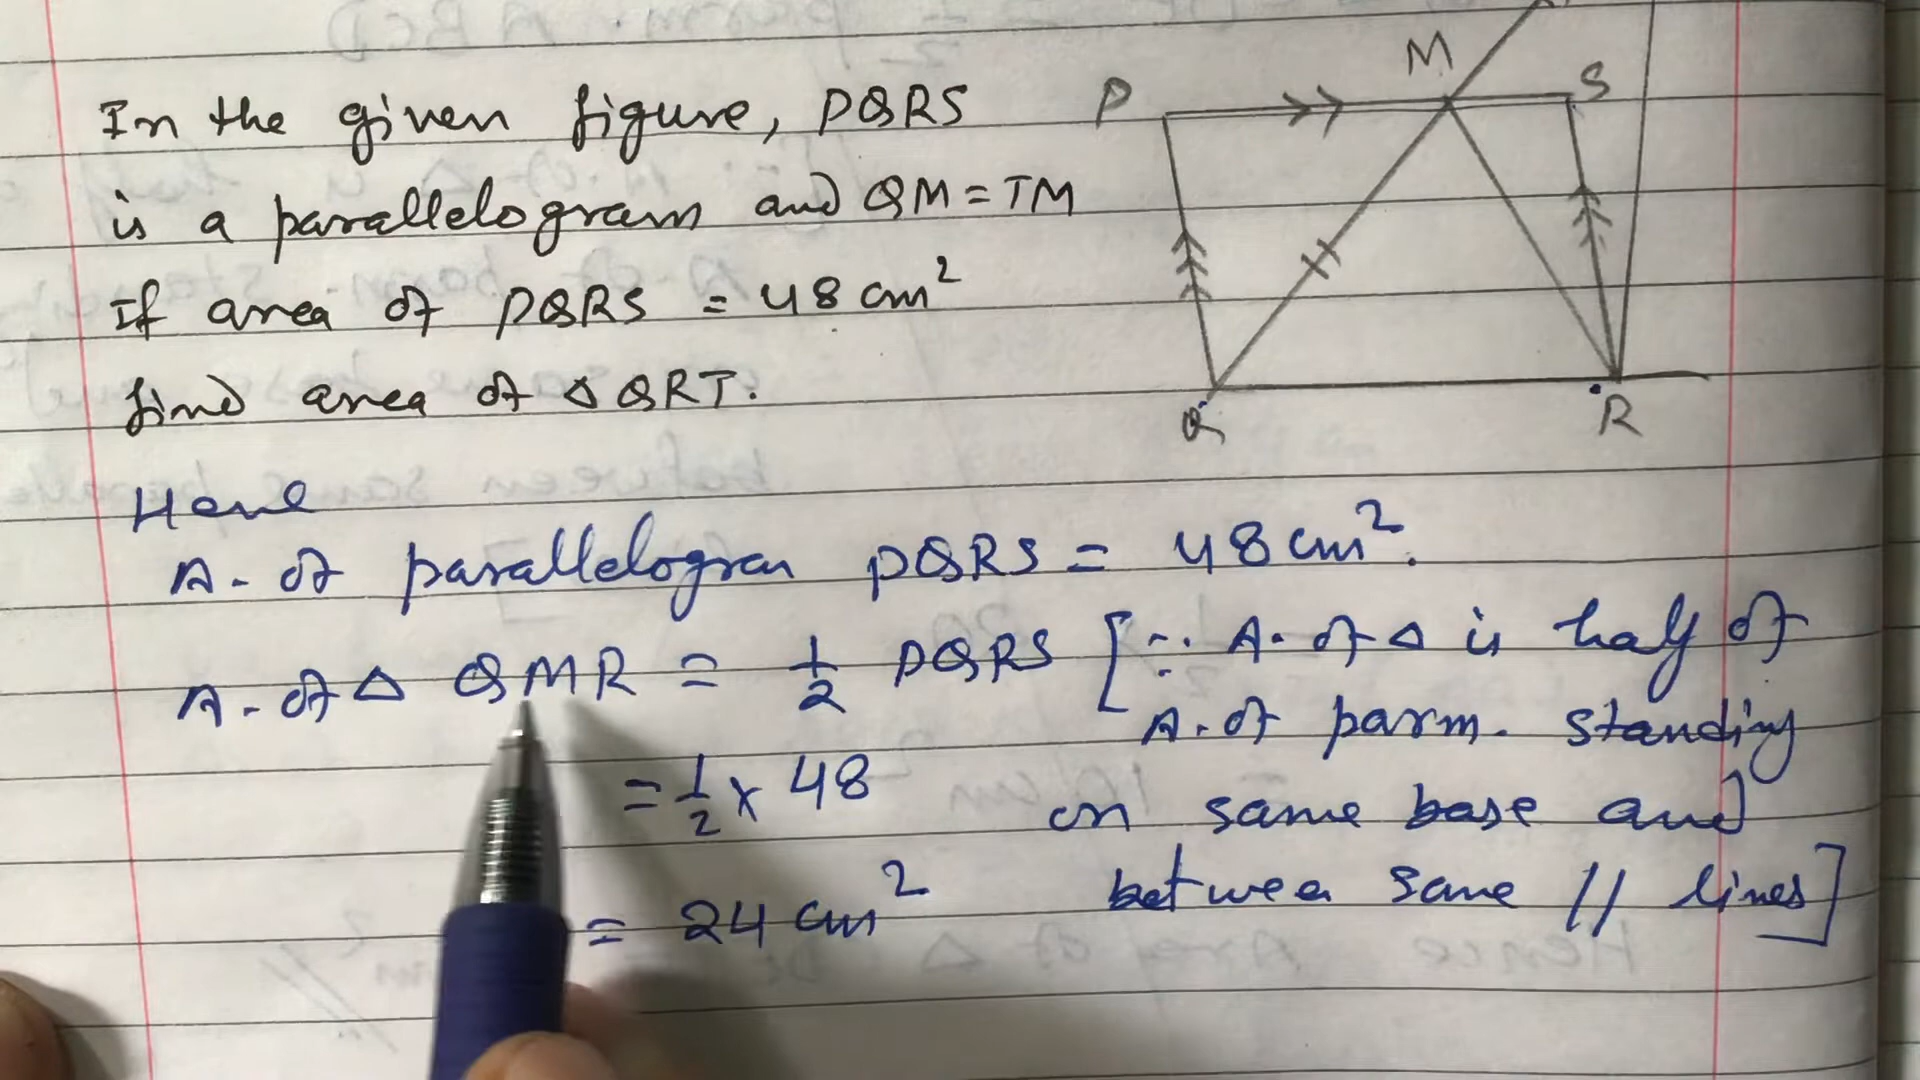 In the given figure, PQRS
is a parallelogram and QM = TM
If area of PQRS = 48 cm²
find area of Δ QRT.
P
M
S
Q
R
Here
A. of parallelogram PQRS = 48 cm².
A. of Δ QMR = 1/2 PQRS [∵ A. of Δ is half of
A. of parm. standing
= 1/2 x 48 on same base and
= 24 cm² between same // lines]